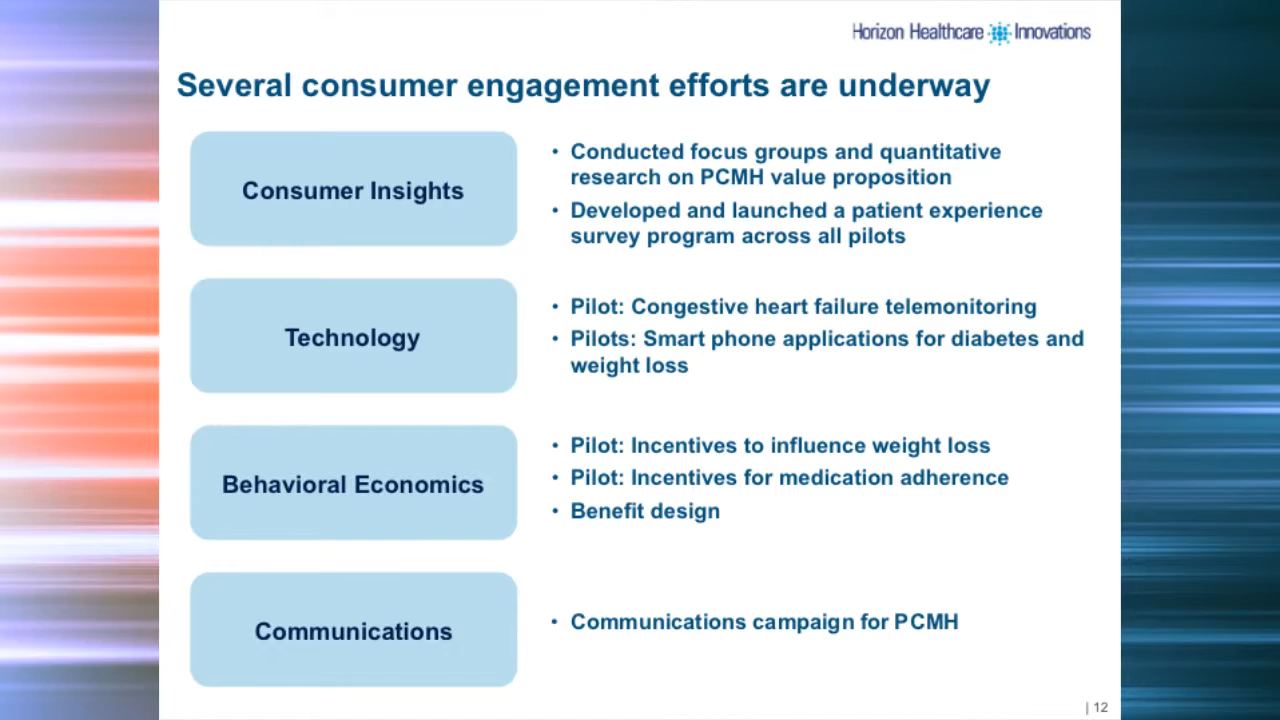 Horizon Healthcare Innovations
Several consumer engagement efforts are underway
Consumer Insights
• Conducted focus groups and quantitative
research on PCMH value proposition
• Developed and launched a patient experience
survey program across all pilots
Technology
• Pilot: Congestive heart failure telemonitoring
• Pilots: Smart phone applications for diabetes and
weight loss
Behavioral Economics
• Pilot: Incentives to influence weight loss
• Pilot: Incentives for medication adherence
• Benefit design
Communications
• Communications campaign for PCMH
| 12